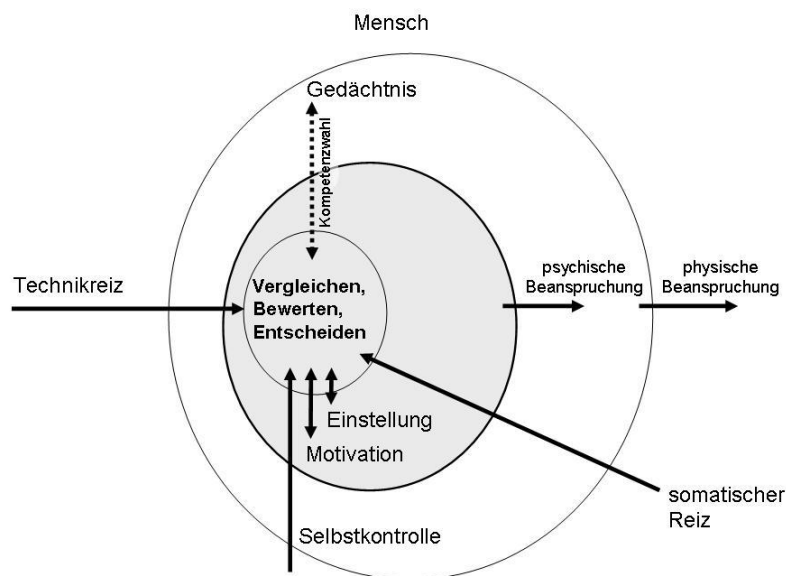 Mensch
Gedächtnis
Kompetenzwahl
Technikreiz
Vergleichen,
Bewerten,
Entscheiden
psychische
Beanspruchung
physische
Beanspruchung
Einstellung
Motivation
somatischer
Reiz
Selbstkontrolle